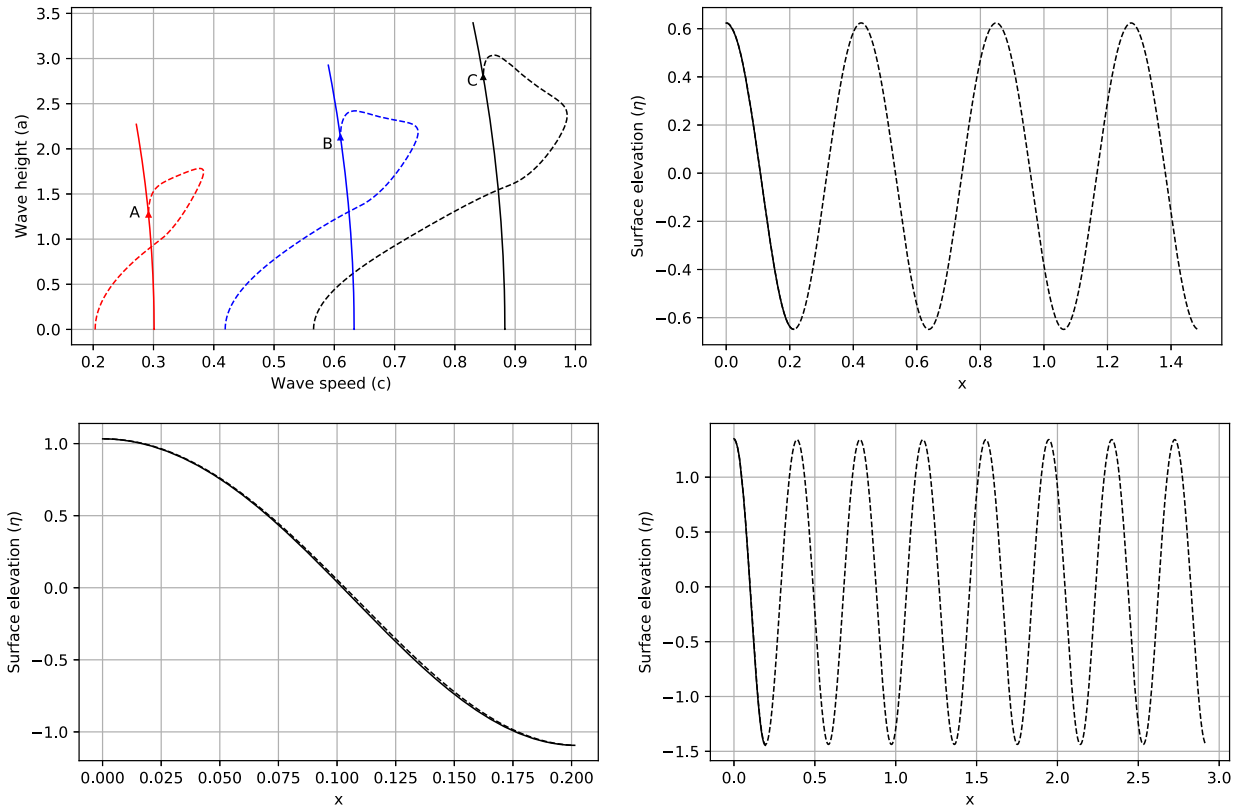 3.5
3.0
2.5
2.0
1.5
1.0
0.5
0.0
Wave height (a)
A
B
C
0.2 0.3 0.4 0.5 0.6 0.7 0.8 0.9 1.0
Wave speed (c)
0.6
0.4
0.2
0.0
−0.2
−0.4
−0.6
Surface elevation (η)
0.0 0.2 0.4 0.6 0.8 1.0 1.2 1.4
x
1.0
0.5
0.0
−0.5
−1.0
Surface elevation (η)
0.000 0.025 0.050 0.075 0.100 0.125 0.150 0.175 0.200
x
1.0
0.5
0.0
−0.5
−1.0
−1.5
Surface elevation (η)
0.0 0.5 1.0 1.5 2.0 2.5 3.0
x